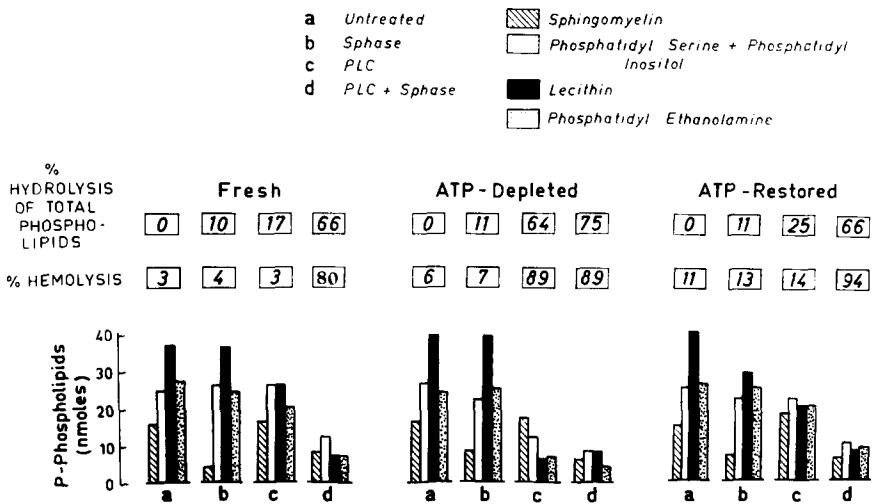 a Untreated
b Sphase
c PLC
d PLC + Sphase
Sphingomyelin
Phosphatidyl Serine + Phosphatidyl
Inositol
Lecithin
Phosphatidyl Ethanolamine
%
HYDROLYSIS
OF TOTAL
PHOSPHO-
LIPIDS
Fresh ATP-Depleted ATP-Restored
0 10 17 66 0 11 64 75 0 11 25 66
% HEMOLYSIS 3 4 3 80 6 7 89 89 11 13 14 94
P-Phospholipids
(nmoles)
40
30
20
10
0
a b c d a b c d a b c d